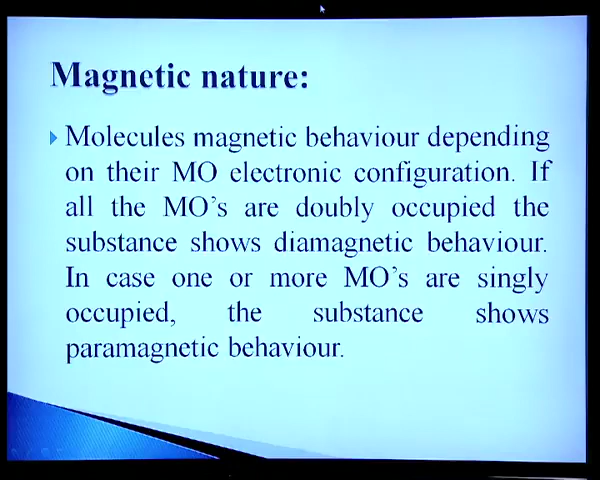 Magnetic nature:
Molecules magnetic behaviour depending
on their MO electronic configuration. If
all the MO's are doubly occupied the
substance shows diamagnetic behaviour.
In case one or more MO's are singly
occupied, the substance shows
paramagnetic behaviour.